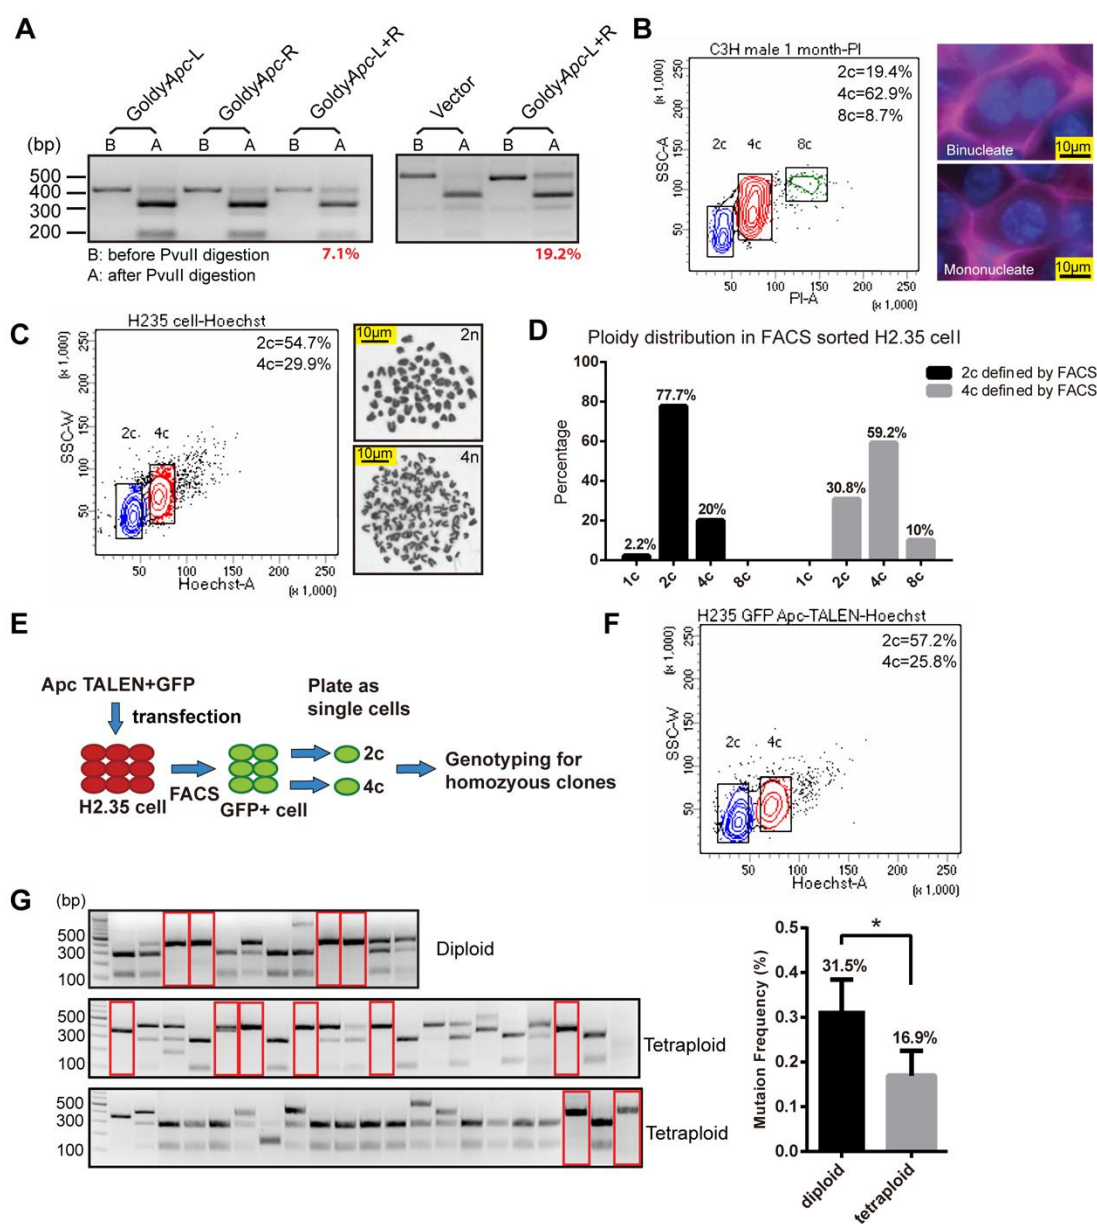 A
GoldyApc-L
GoldyApc-R
GoldyApc-L+R
Vector
GoldyApc-L+R
(bp)
B A B A B A B A B A
500
400
300
200
7.1%
19.2%
B: before PvuII digestion
A: after PvuII digestion
B
C3H male 1 month-PI
2c=19.4%
4c=62.9%
8c=8.7%
2c 4c 8c
SSC-A
(x 1,000)
50 100 150 200 250
50 100 150 200 250
PI-A
(x 1,000)
Binucleate
10µm
Mononucleate
10µm
C
H235 cell-Hoechst
2c=54.7%
4c=29.9%
2c 4c
SSC-W
(x 1,000)
50 100 150 200 250
50 100 150 200 250
Hoechst-A
(x 1,000)
10µm
2n
10µm
4n
D
Ploidy distribution in FACS sorted H2.35 cell
2c defined by FACS
4c defined by FACS
Percentage
100
80
60
40
20
0
2.2%
77.7%
20%
30.8%
59.2%
10%
1c 2c 4c 8c 1c 2c 4c 8c
E
Apc TALEN+GFP
transfection
H2.35 cell
FACS
GFP+ cell
Plate as
single cells
2c
4c
Genotyping for
homozyous clones
F
H235 GFP Apc-TALEN-Hoechst
2c=57.2%
4c=25.8%
2c 4c
SSC-W
(x 1,000)
50 100 150 200 250
50 100 150 200 250
Hoechst-A
(x 1,000)
G
(bp)
500
300
100
Diploid
500
300
100
Tetraploid
500
300
100
Tetraploid
Mutaion Frequency (%)
0.5
0.4
0.3
0.2
0.1
0.0
*
31.5%
16.9%
diploid
tetraploid